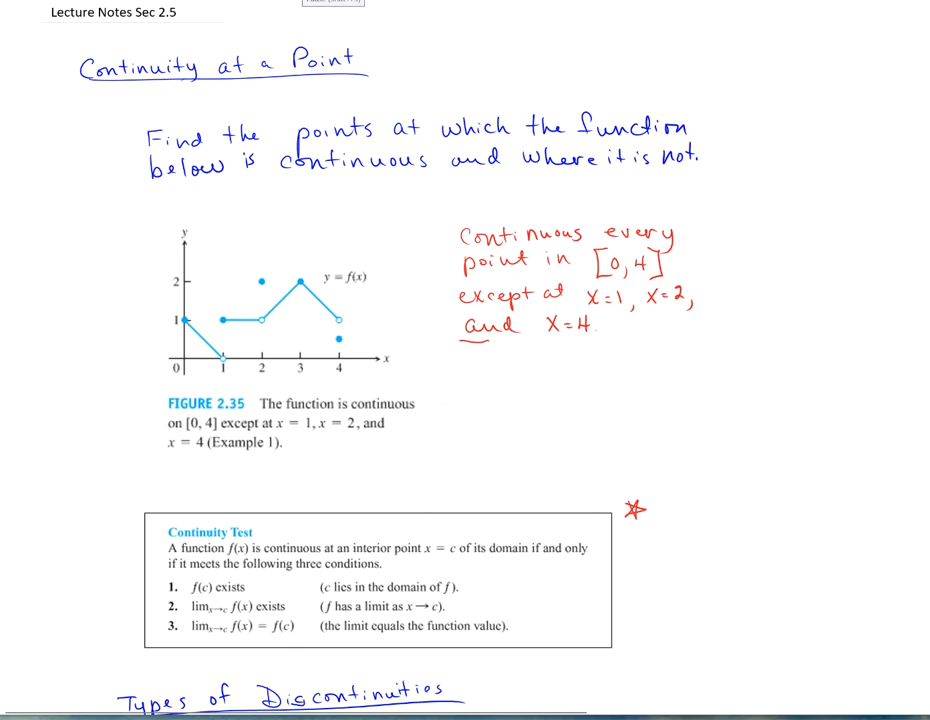 Lecture Notes Sec 2.5
Continuity at a Point
Find the points at which the function
below is continuous and where it is not.
y
2
y = f(x)
1
0 1 2 3 4 x
Continuous every
point in [0,4]
except at x=1, x=2,
and x=4.
FIGURE 2.35 The function is continuous
on [0, 4] except at x = 1, x = 2, and
x = 4 (Example 1).
Continuity Test
A function f(x) is continuous at an interior point x = c of its domain if and only
if it meets the following three conditions.
1. f(c) exists (c lies in the domain of f).
2. limx→c f(x) exists (f has a limit as x→c).
3. limx→c f(x) = f(c) (the limit equals the function value).
Types of Discontinuities